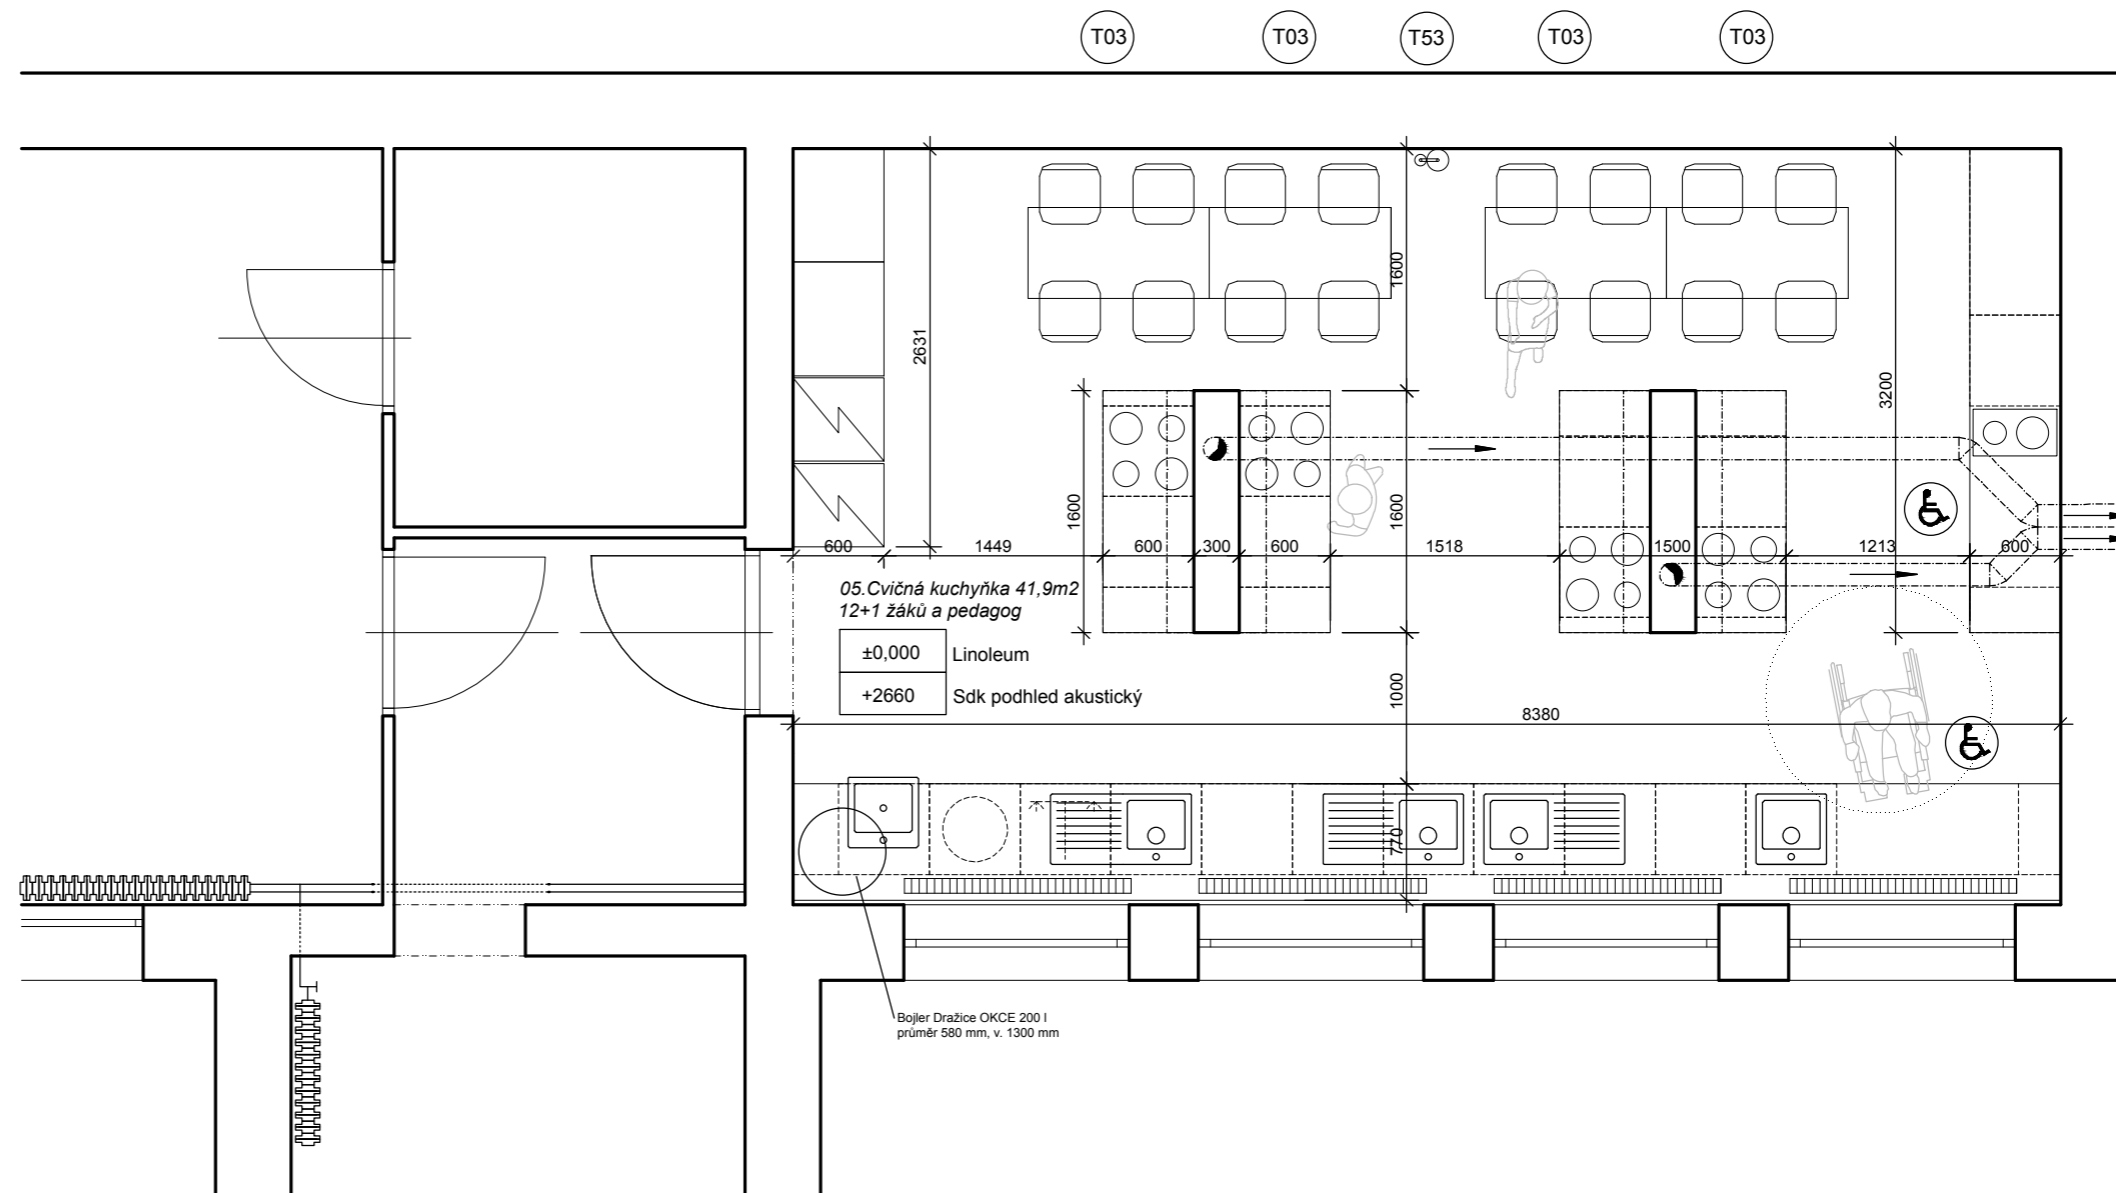 T03
T03
T53
T03
T03
1600
2631
3200
1600
1600
600
1449
600
300
600
1518
1500
1213
600
05.Cvičná kuchyňka 41,9m2
12+1 žáků a pedagog
±0,000
Linoleum
+2660
Sdk podhled akustický
1000
8380
770
Bojler Dražice OKCE 200 l
průměr 580 mm, v. 1300 mm